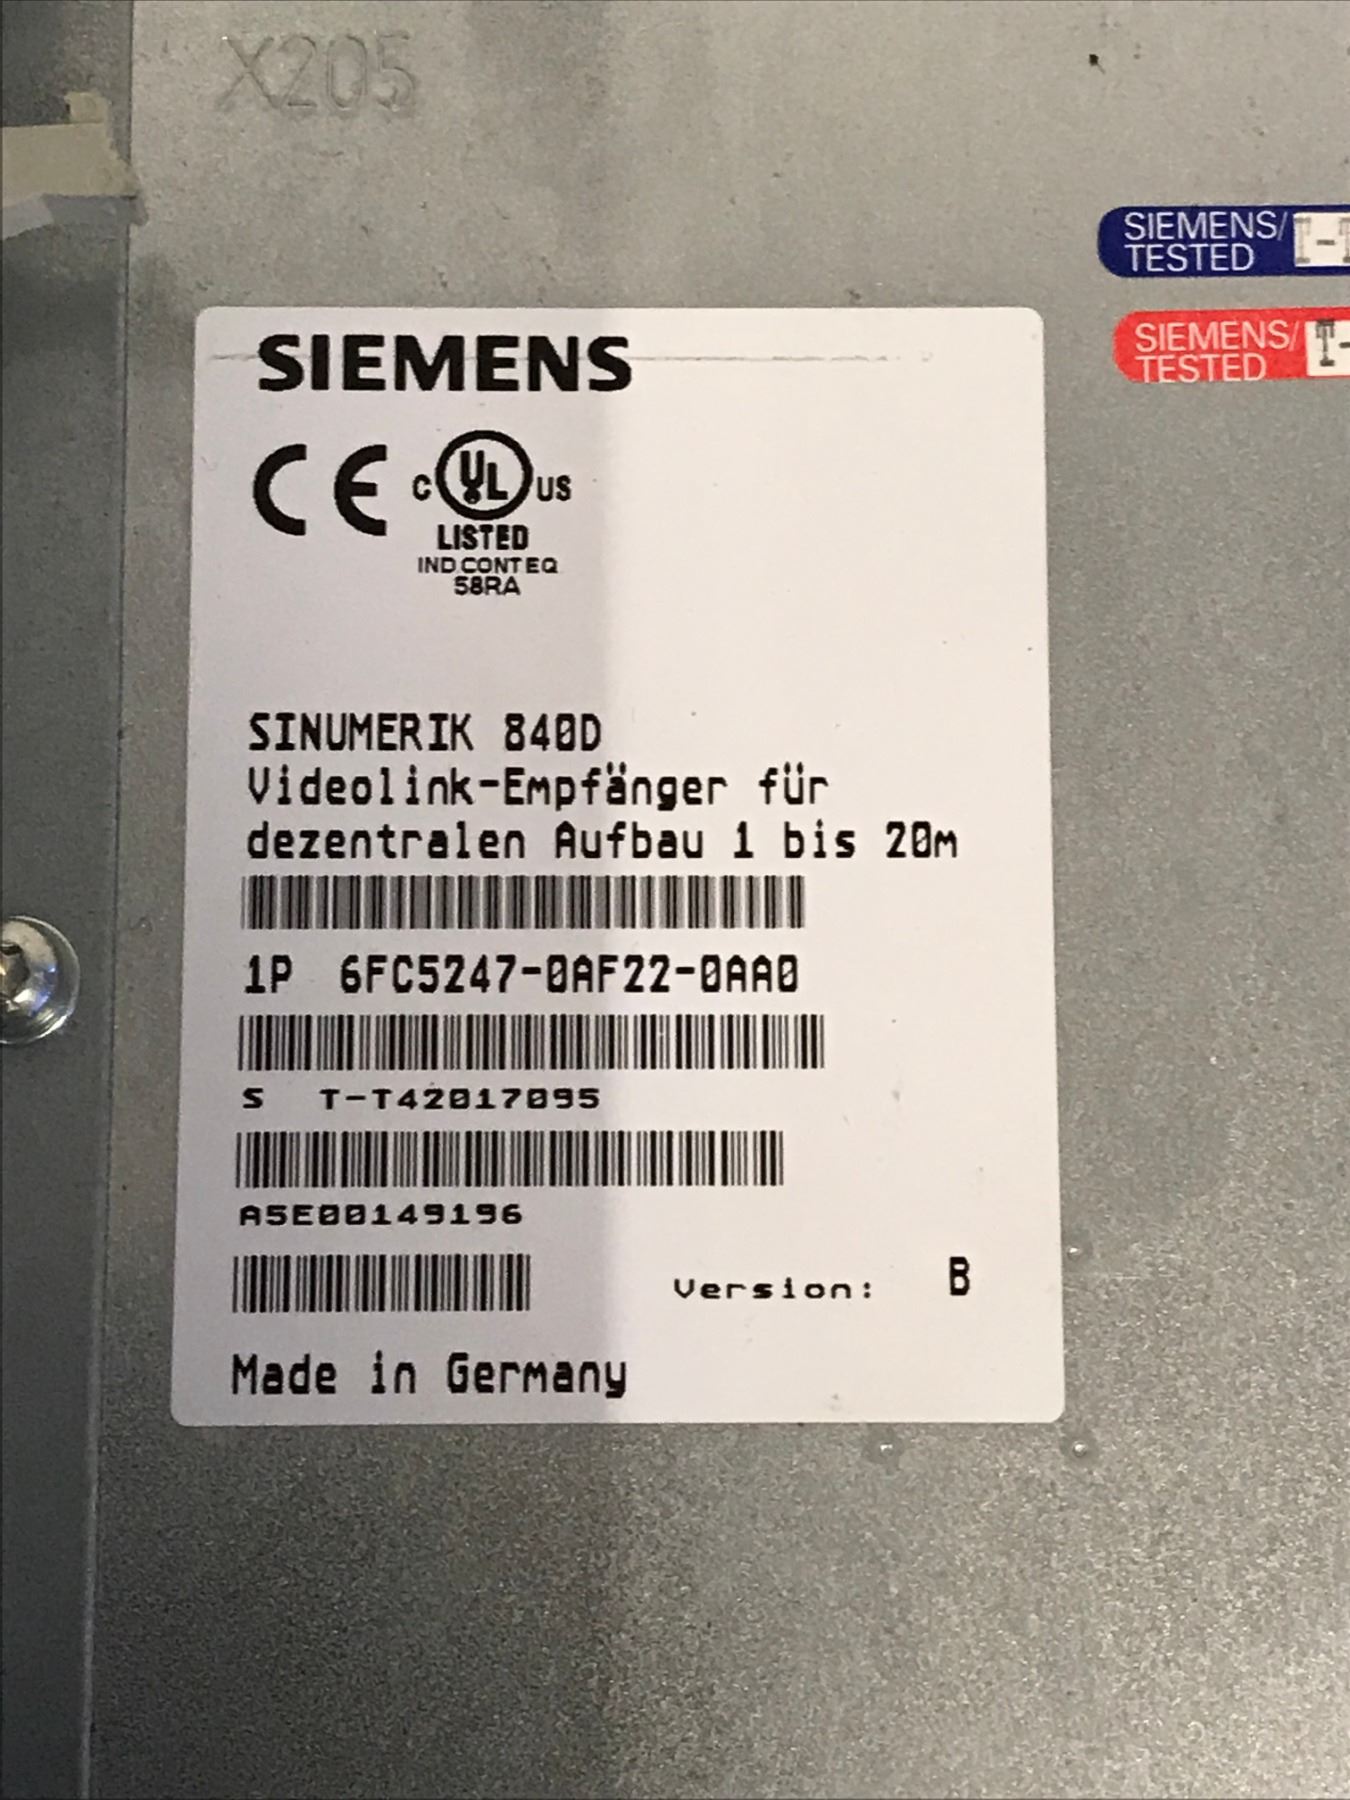 X205
SIEMENS/
TESTED
T-T
SIEMENS/
TESTED
T-
SIEMENS
CE
C UL US
LISTED
IND.CONT.EQ
58RA
SINUMERIK 840D
Videolink-Empfänger für
dezentralen Aufbau 1 bis 20m
1P 6FC5247-0AF22-0AA0
S T-T42017095
A5E00149196
Version: B
Made in Germany